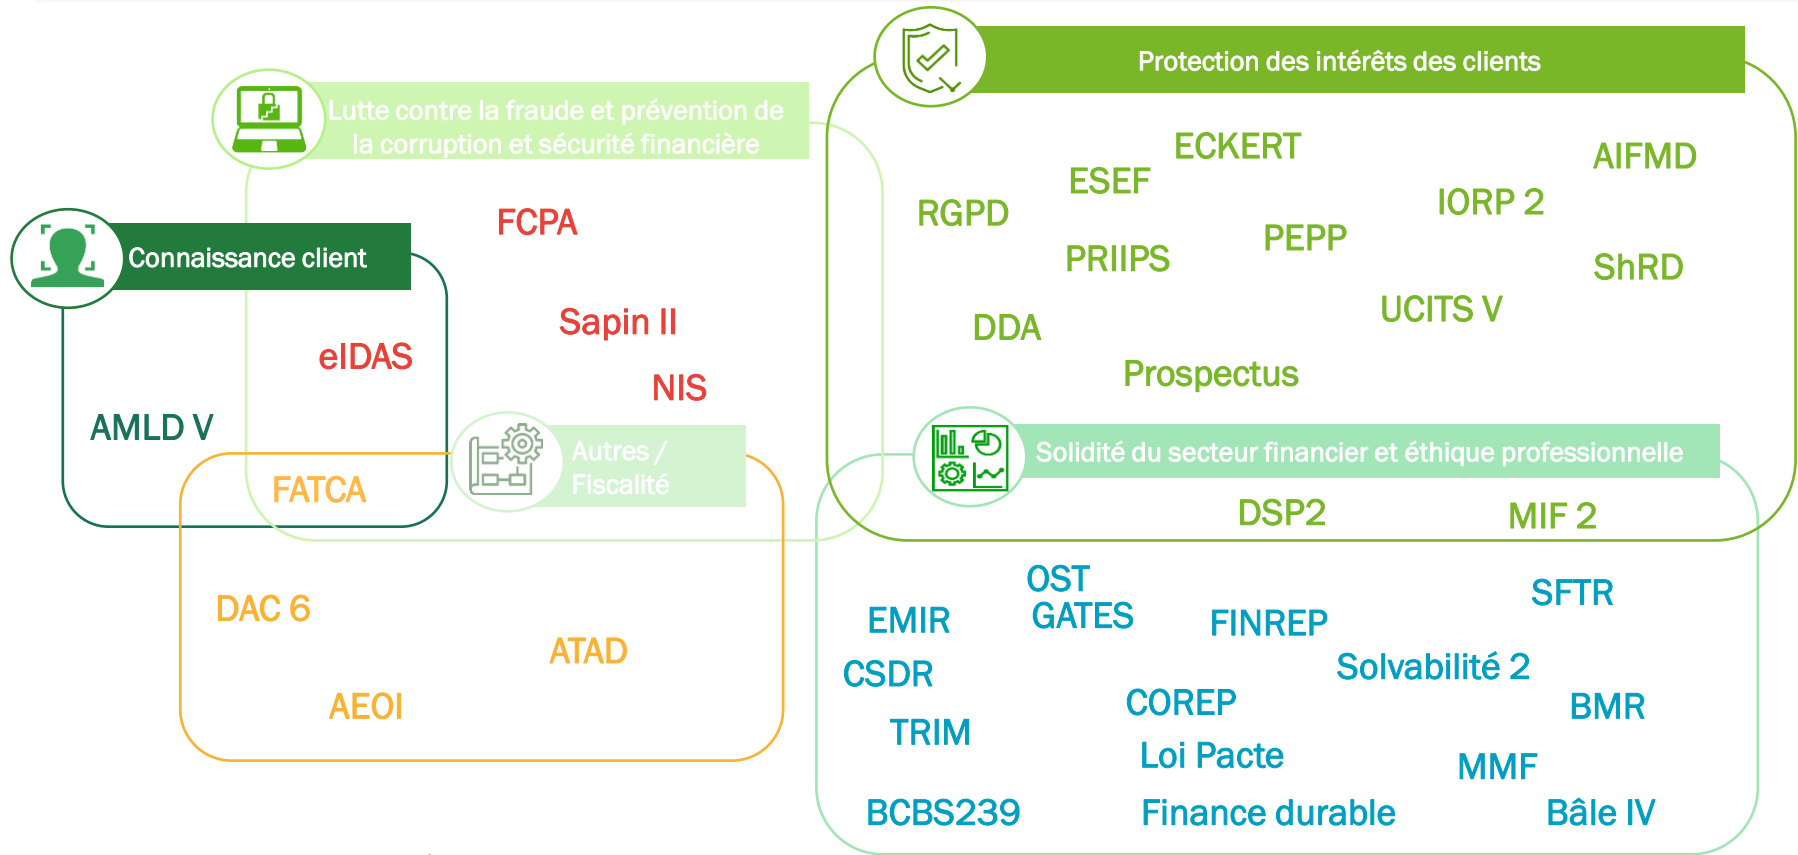 Protection des intérêts des clients
Lutte contre la fraude et prévention de
la corruption et sécurité financière
ECKERT
AIFMD
ESEF
IORP 2
RGPD
FCPA
PEPP
Connaissance client
PRIIPS
ShRD
UCITS V
Sapin II
DDA
eIDAS
Prospectus
NIS
AMLD V
Autres /
Fiscalité
Solidité du secteur financier et éthique professionnelle
FATCA
DSP2
MIF 2
OST
SFTR
DAC 6
GATES
EMIR
FINREP
ATAD
Solvabilité 2
CSDR
COREP
AEOI
BMR
TRIM
Loi Pacte
MMF
BCBS239
Finance durable
Bâle IV